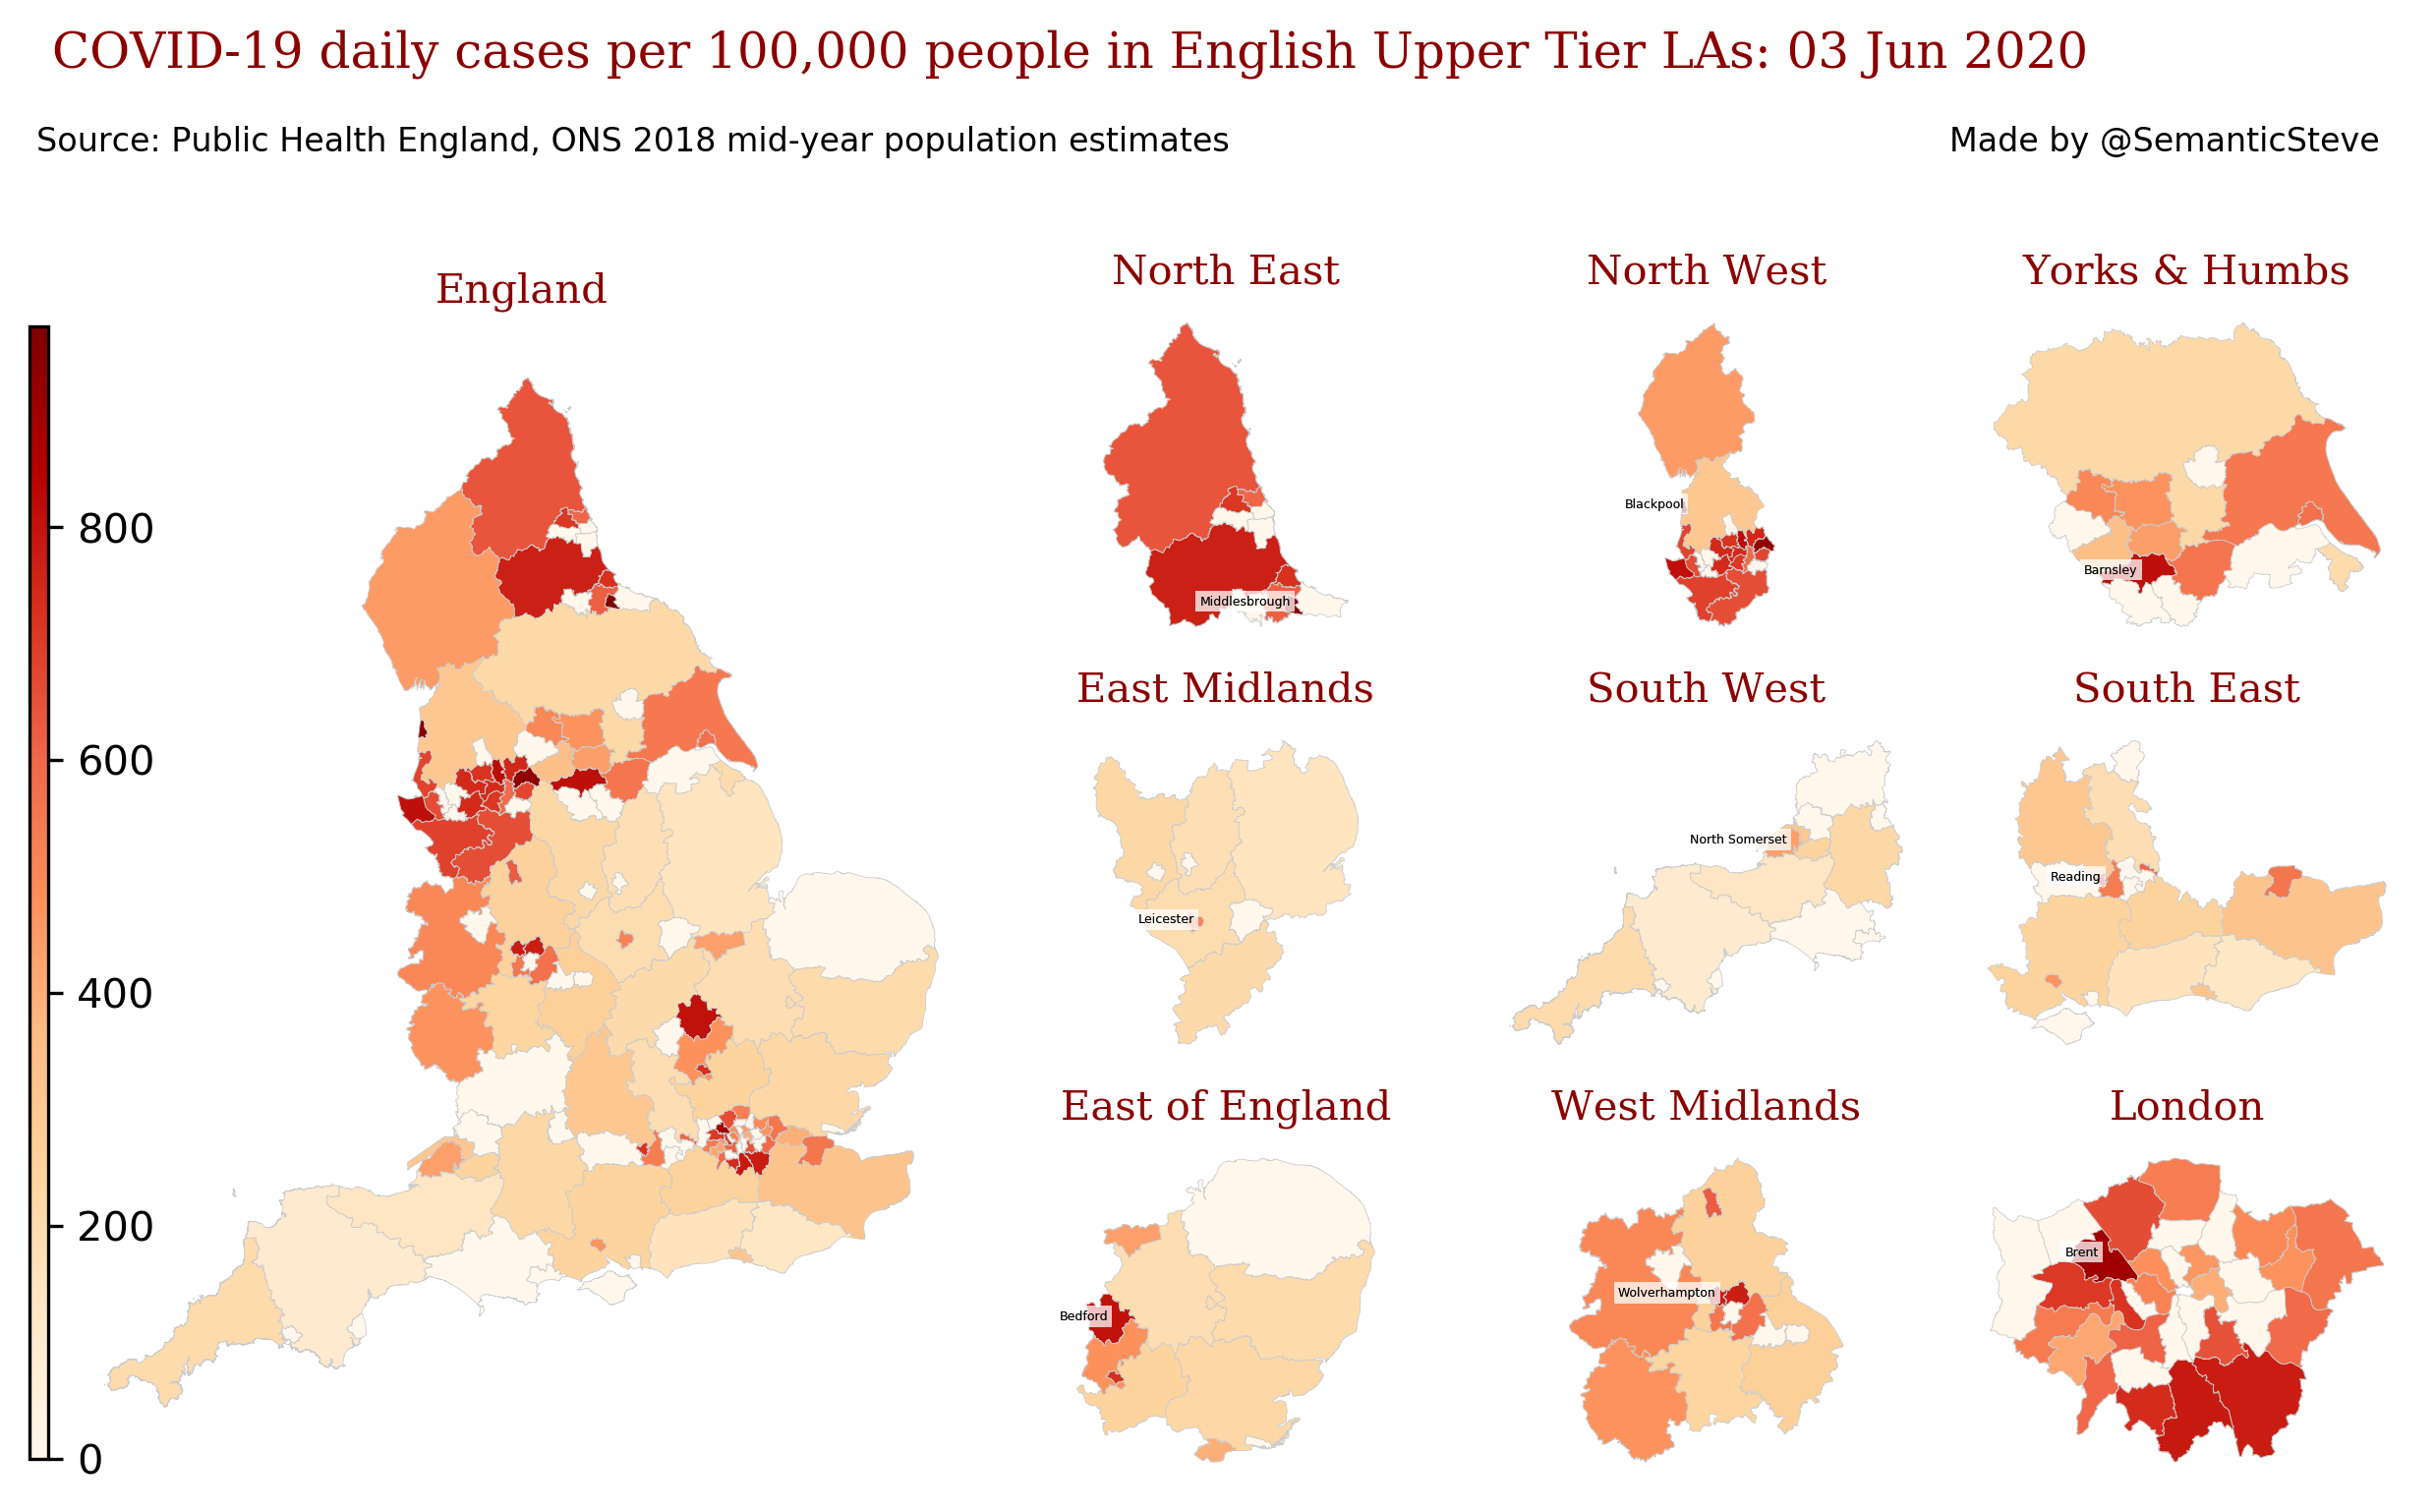 COVID-19 daily cases per 100,000 people in English Upper Tier LAs: 03 Jun 2020
Source: Public Health England, ONS 2018 mid-year population estimates
Made by @SemanticSteve
England
800
600
400
200
0
North East
Middlesbrough
North West
Blackpool
Yorks & Humbs
Barnsley
East Midlands
Leicester
South West
North Somerset
South East
Reading
East of England
Bedford
West Midlands
Wolverhampton
London
Brent